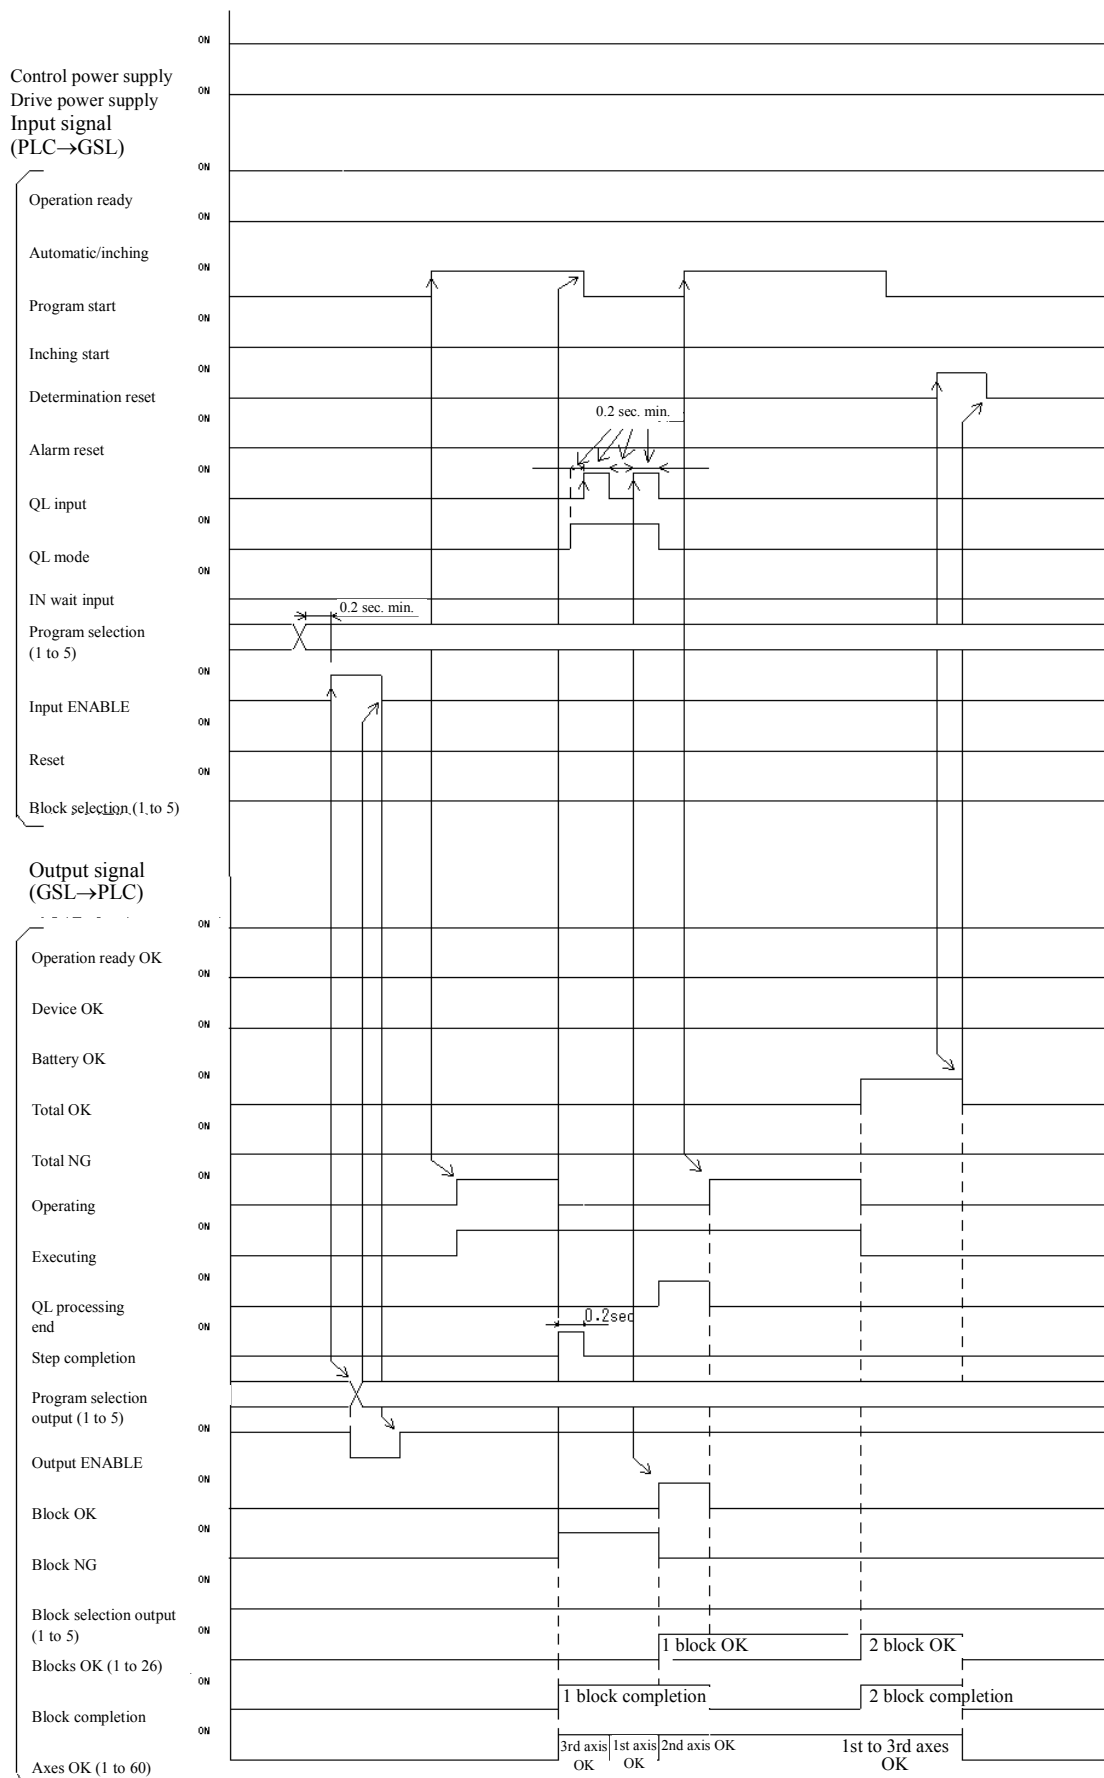 ON
Control power supply
ON
Drive power supply
Input signal
(PLC→GSL)
ON
Operation ready
ON
Automatic/inching
ON
Program start
ON
Inching start
ON
Determination reset
ON
0.2 sec. min.
Alarm reset
ON
QL input
ON
QL mode
ON
IN wait input
0.2 sec. min.
Program selection
(1 to 5)
ON
Input ENABLE
ON
Reset
ON
Block selection (1 to 5)
Output signal
(GSL→PLC)
ON
Operation ready OK
ON
Device OK
ON
Battery OK
ON
Total OK
ON
Total NG
ON
Operating
ON
Executing
ON
QL processing
end
0.2sec
ON
Step completion
Program selection
output (1 to 5)
ON
Output ENABLE
ON
Block OK
ON
Block NG
ON
Block selection output
(1 to 5)
ON
1 block OK
2 block OK
Blocks OK (1 to 26)
ON
1 block completion
2 block completion
Block completion
ON
3rd axis
OK
1st axis
OK
2nd axis OK
1st to 3rd axes
OK
Axes OK (1 to 60)